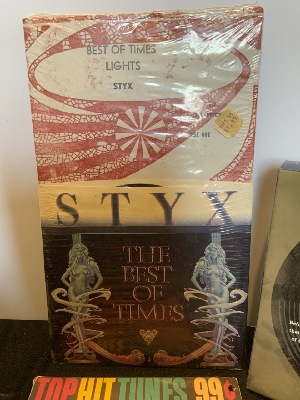 BEST OF TIMES
LIGHTS
STYX
STYX
THE
BEST
OF
TIMES
TOP HIT TUNES 99¢